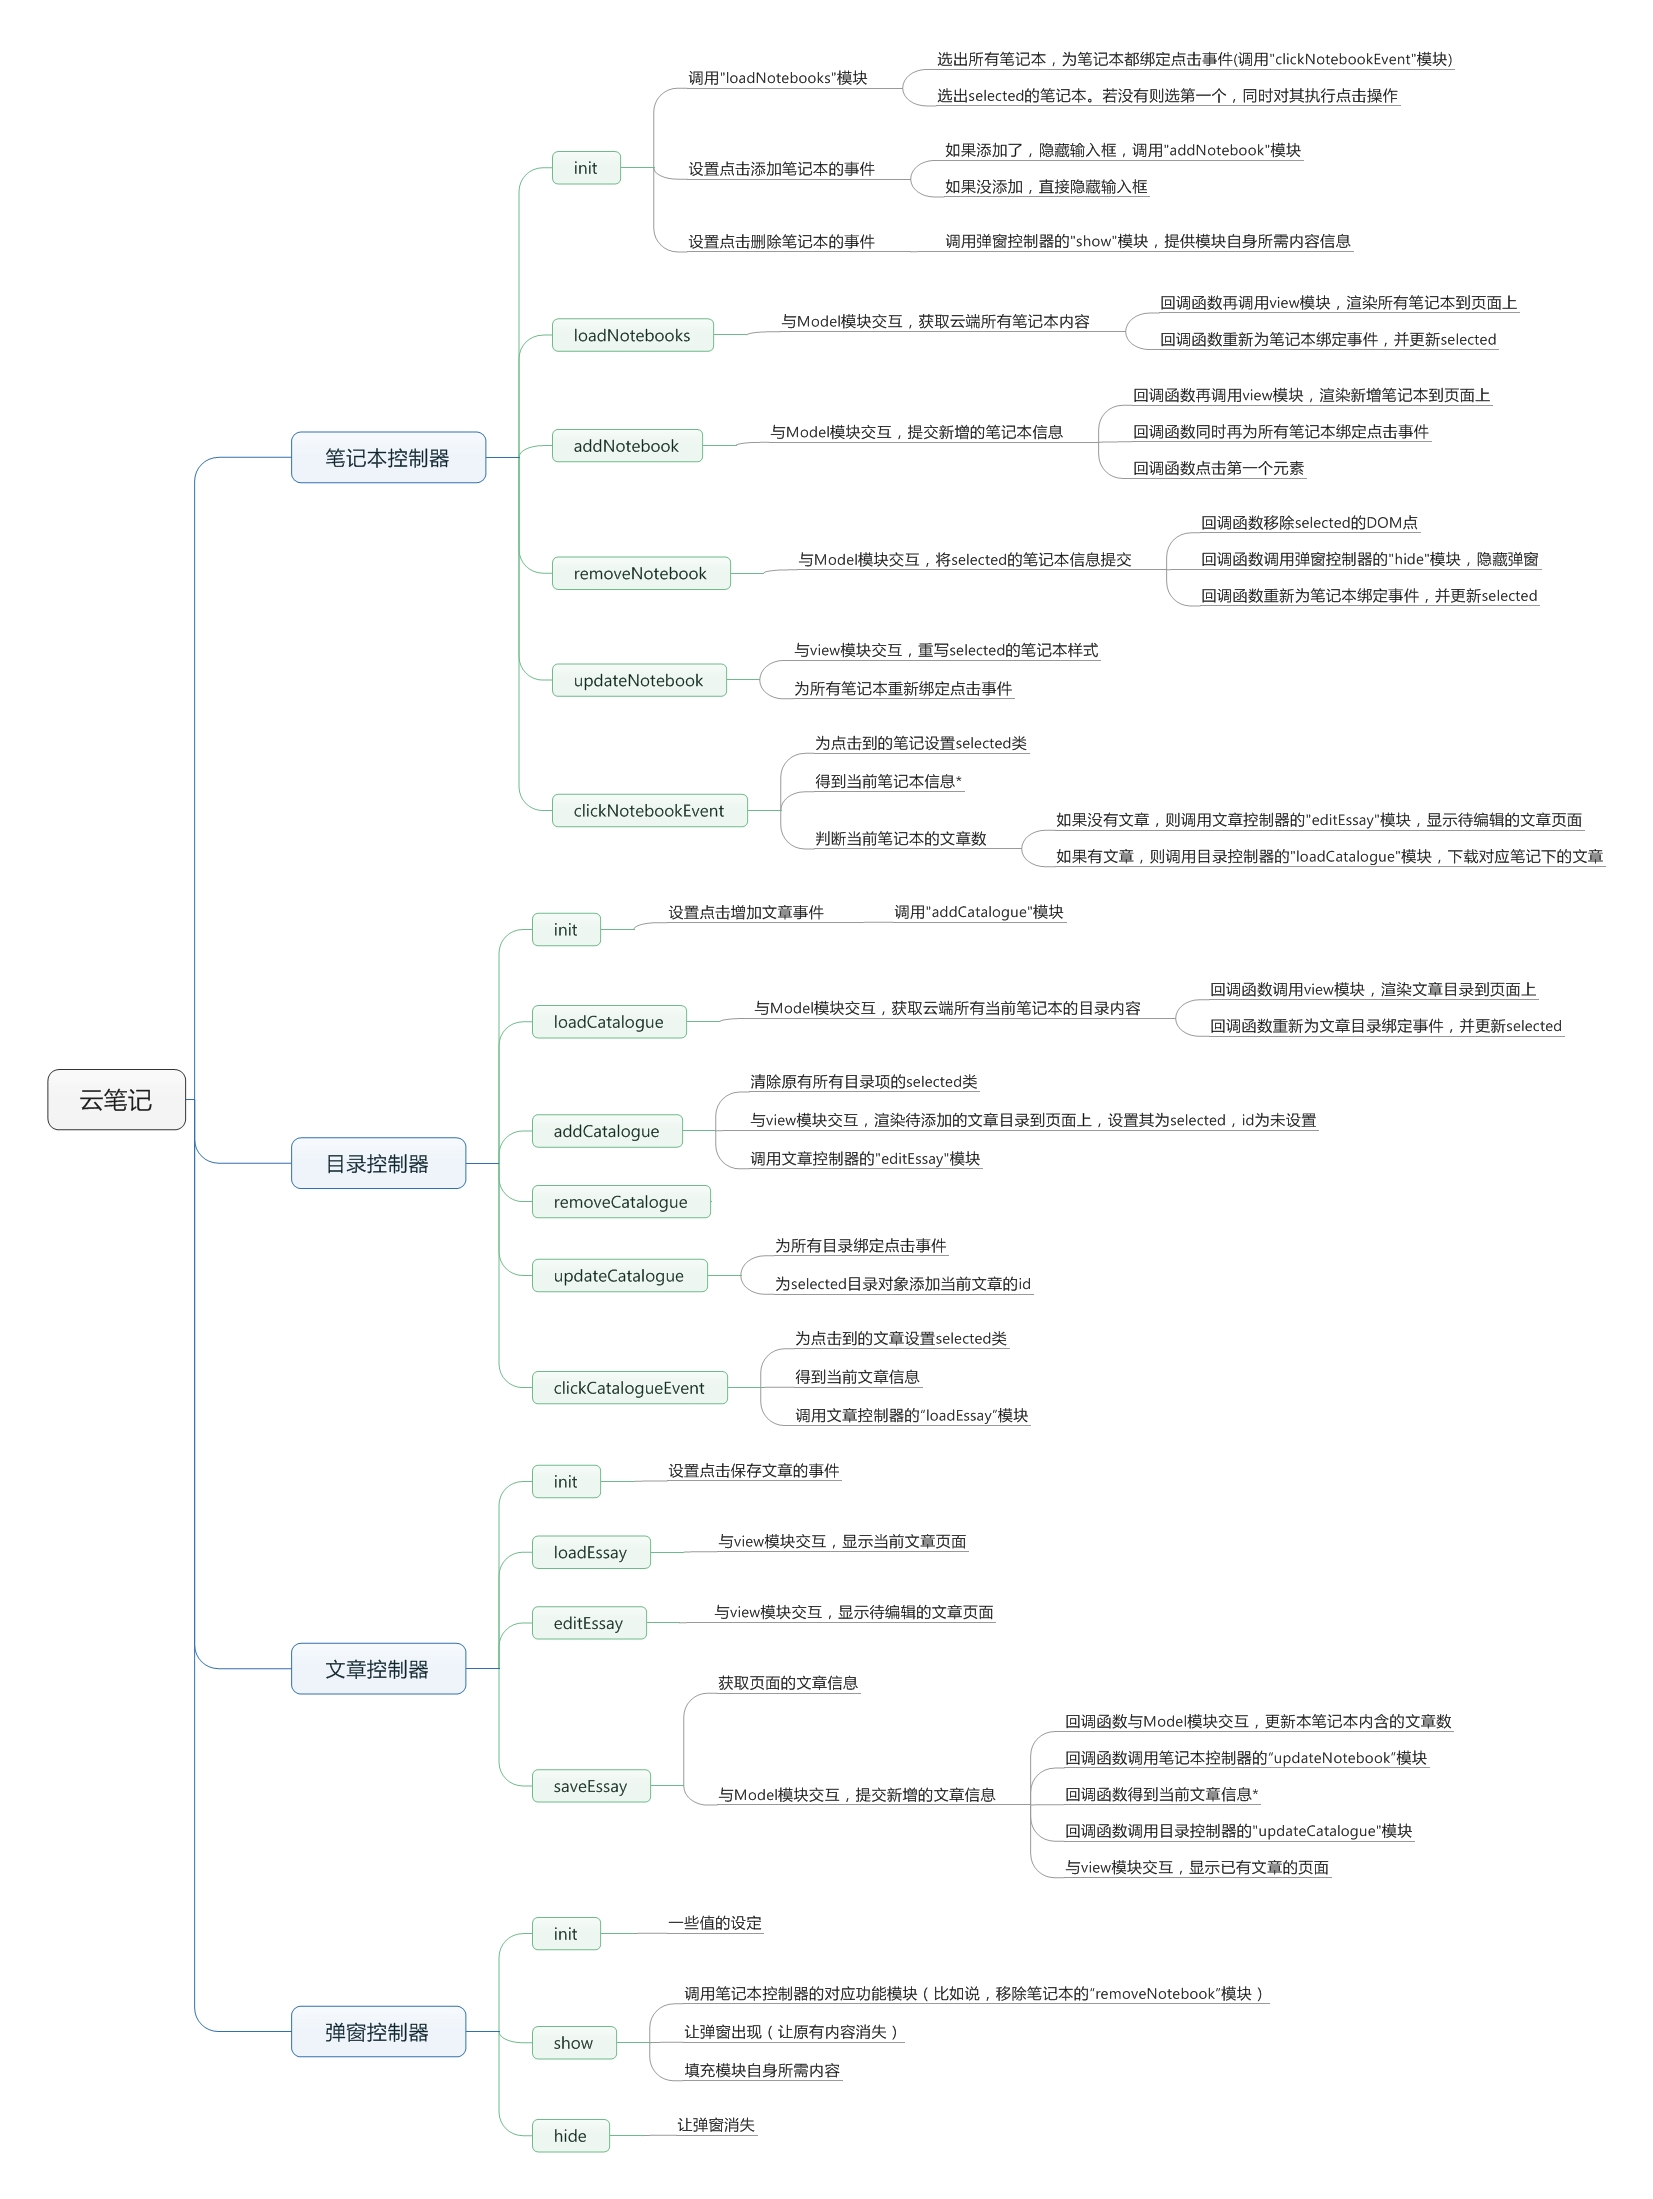 云笔记
笔记本控制器
init
调用"loadNotebooks"模块
选出所有笔记本，为笔记本都绑定点击事件(调用"clickNotebookEvent"模块)
选出selected的笔记本。若没有则选第一个，同时对其执行点击操作
设置点击添加笔记本的事件
如果添加了，隐藏输入框，调用"addNotebook"模块
如果没添加，直接隐藏输入框
设置点击删除笔记本的事件
调用弹窗控制器的"show"模块，提供模块自身所需内容信息
loadNotebooks
与Model模块交互，获取云端所有笔记本内容
回调函数再调用view模块，渲染所有笔记本到页面上
回调函数重新为笔记本绑定事件，并更新selected
addNotebook
与Model模块交互，提交新增的笔记本信息
回调函数再调用view模块，渲染新增笔记本到页面上
回调函数同时再为所有笔记本绑定点击事件
回调函数点击第一个元素
removeNotebook
与Model模块交互，将selected的笔记本信息提交
回调函数移除selected的DOM点
回调函数调用弹窗控制器的"hide"模块，隐藏弹窗
回调函数重新为笔记本绑定事件，并更新selected
updateNotebook
与view模块交互，重写selected的笔记本样式
为所有笔记本重新绑定点击事件
clickNotebookEvent
为点击到的笔记设置selected类
得到当前笔记本信息*
判断当前笔记本的文章数
如果没有文章，则调用文章控制器的"editEssay"模块，显示待编辑的文章页面
如果有文章，则调用目录控制器的"loadCatalogue"模块，下载对应笔记下的文章
目录控制器
init
设置点击增加文章事件
调用"addCatalogue"模块
loadCatalogue
与Model模块交互，获取云端所有当前笔记本的目录内容
回调函数调用view模块，渲染文章目录到页面上
回调函数重新为文章目录绑定事件，并更新selected
addCatalogue
清除原有所有目录项的selected类
与view模块交互，渲染待添加的文章目录到页面上，设置其为selected，id为未设置
调用文章控制器的"editEssay"模块
removeCatalogue
updateCatalogue
为所有目录绑定点击事件
为selected目录对象添加当前文章的id
clickCatalogueEvent
为点击到的文章设置selected类
得到当前文章信息
调用文章控制器的“loadEssay”模块
文章控制器
init
设置点击保存文章的事件
loadEssay
与view模块交互，显示当前文章页面
editEssay
与view模块交互，显示待编辑的文章页面
saveEssay
获取页面的文章信息
与Model模块交互，提交新增的文章信息
回调函数与Model模块交互，更新本笔记本内含的文章数
回调函数调用笔记本控制器的“updateNotebook”模块
回调函数得到当前文章信息*
回调函数调用目录控制器的"updateCatalogue"模块
与view模块交互，显示已有文章的页面
弹窗控制器
init
一些值的设定
show
调用笔记本控制器的对应功能模块（比如说，移除笔记本的“removeNotebook”模块）
让弹窗出现（让原有内容消失）
填充模块自身所需内容
hide
让弹窗消失